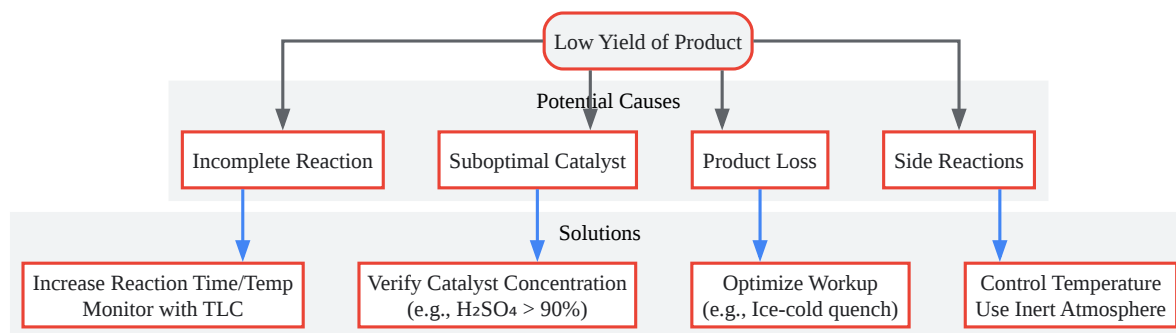 Low Yield of Product
Potential Causes
Incomplete Reaction
Suboptimal Catalyst
Product Loss
Side Reactions
Solutions
Increase Reaction Time/Temp
Monitor with TLC
Verify Catalyst Concentration
(e.g., H₂SO₄ > 90%)
Optimize Workup
(e.g., Ice-cold quench)
Control Temperature
Use Inert Atmosphere